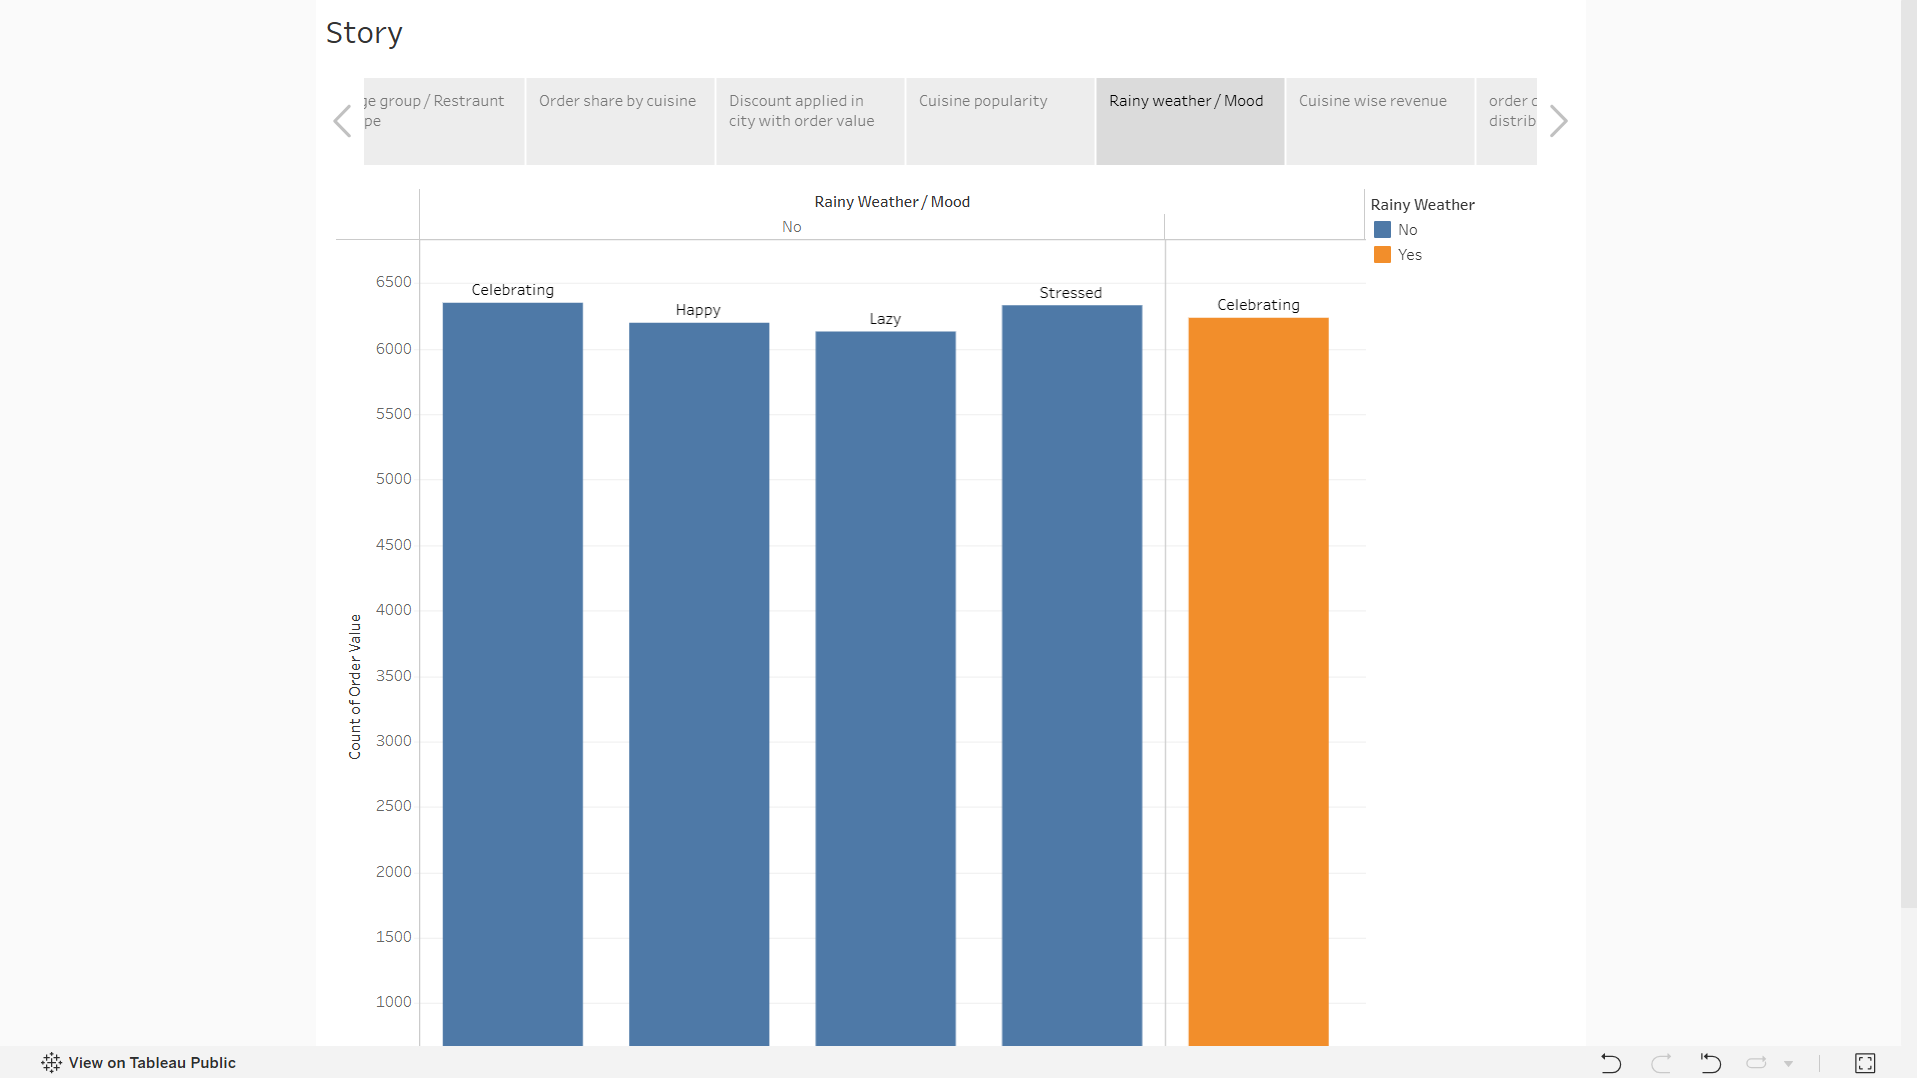 Story
ge group / Restraunt
pe
Order share by cuisine
Discount applied in
city with order value
Cuisine popularity
Rainy weather / Mood
Cuisine wise revenue
order
distrib
Rainy Weather / Mood
No
Rainy Weather
No
Yes
6500
6000
5500
5000
4500
4000
3500
3000
2500
2000
1500
1000
Count of Order Value
Celebrating
Happy
Lazy
Stressed
Celebrating
View on Tableau Public